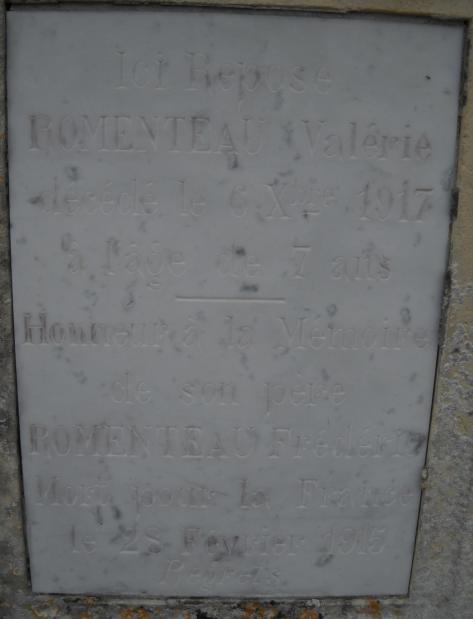 Ici Repose
ROMENTEAU Valérie
décédé le 6 Xbre 1917
à l'âge de 7 ans
Honneur à la Mémoire
de son père
ROMENTEAU Frédéric
Mort pour la France
le 28 Février 1915
Regrets